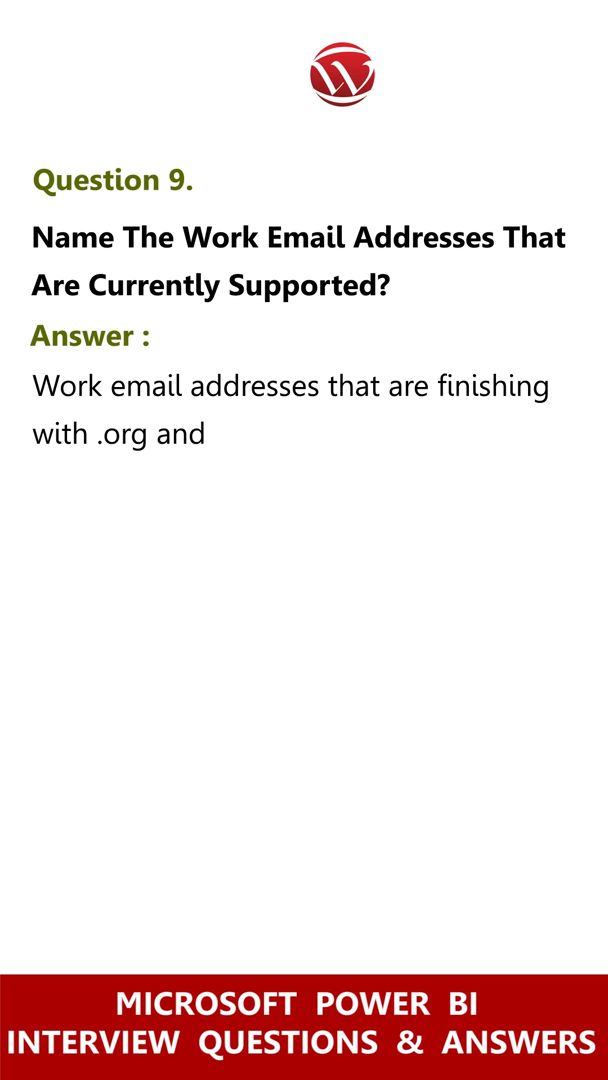 W
Question 9.
Name The Work Email Addresses That
Are Currently Supported?
Answer :
Work email addresses that are finishing
with .org and
MICROSOFT POWER BI
INTERVIEW QUESTIONS & ANSWERS